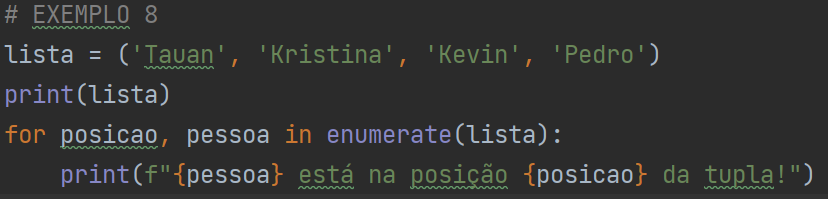 # EXEMPLO 8
lista = ('Tauan', 'Kristina', 'Kevin', 'Pedro')
print(lista)
for posicao, pessoa in enumerate(lista):
    print(f"{pessoa} está na posição {posicao} da tupla!")